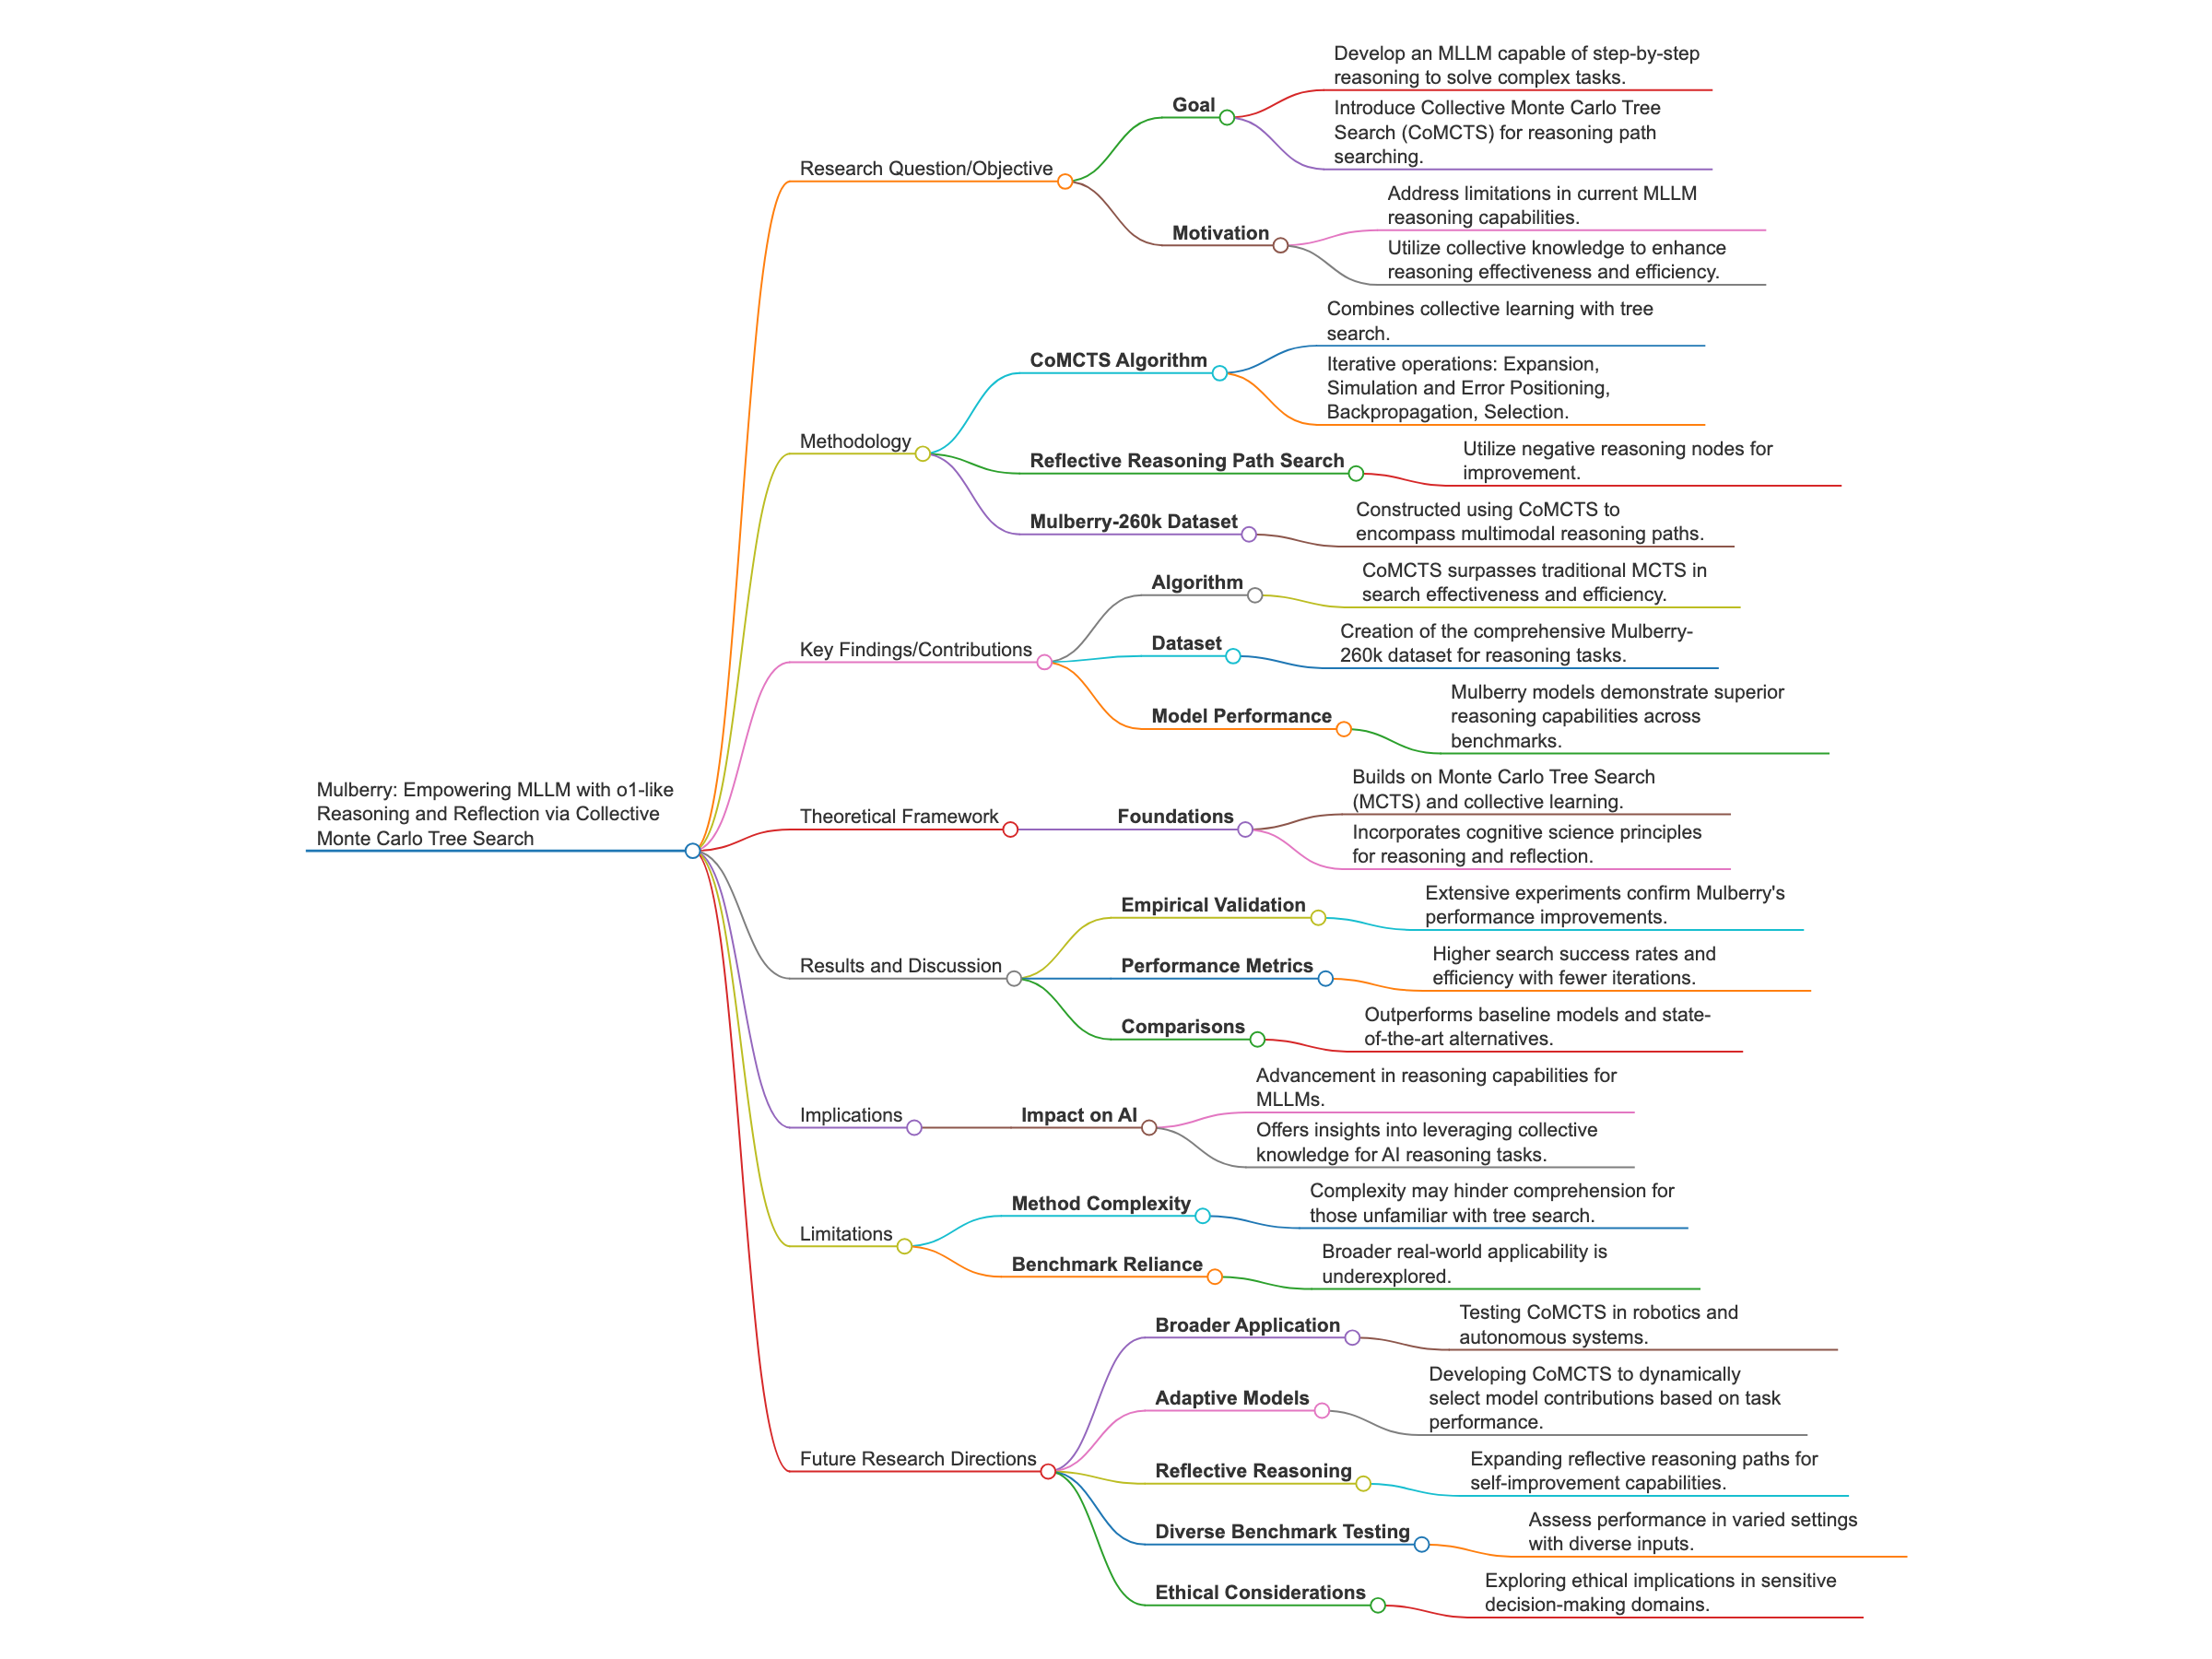 Mulberry: Empowering MLLM with o1-like
Reasoning and Reflection via Collective
Monte Carlo Tree Search
Research Question/Objective
Goal
Develop an MLLM capable of step-by-step
reasoning to solve complex tasks.
Introduce Collective Monte Carlo Tree
Search (CoMCTS) for reasoning path
searching.
Motivation
Address limitations in current MLLM
reasoning capabilities.
Utilize collective knowledge to enhance
reasoning effectiveness and efficiency.
Methodology
CoMCTS Algorithm
Combines collective learning with tree
search.
Iterative operations: Expansion,
Simulation and Error Positioning,
Backpropagation, Selection.
Reflective Reasoning Path Search
Utilize negative reasoning nodes for
improvement.
Mulberry-260k Dataset
Constructed using CoMCTS to
encompass multimodal reasoning paths.
Key Findings/Contributions
Algorithm
CoMCTS surpasses traditional MCTS in
search effectiveness and efficiency.
Dataset
Creation of the comprehensive Mulberry-
260k dataset for reasoning tasks.
Model Performance
Mulberry models demonstrate superior
reasoning capabilities across
benchmarks.
Theoretical Framework
Foundations
Builds on Monte Carlo Tree Search
(MCTS) and collective learning.
Incorporates cognitive science principles
for reasoning and reflection.
Results and Discussion
Empirical Validation
Extensive experiments confirm Mulberry's
performance improvements.
Performance Metrics
Higher search success rates and
efficiency with fewer iterations.
Comparisons
Outperforms baseline models and state-
of-the-art alternatives.
Implications
Impact on AI
Advancement in reasoning capabilities for
MLLMs.
Offers insights into leveraging collective
knowledge for AI reasoning tasks.
Limitations
Method Complexity
Complexity may hinder comprehension for
those unfamiliar with tree search.
Benchmark Reliance
Broader real-world applicability is
underexplored.
Future Research Directions
Broader Application
Testing CoMCTS in robotics and
autonomous systems.
Adaptive Models
Developing CoMCTS to dynamically
select model contributions based on task
performance.
Reflective Reasoning
Expanding reflective reasoning paths for
self-improvement capabilities.
Diverse Benchmark Testing
Assess performance in varied settings
with diverse inputs.
Ethical Considerations
Exploring ethical implications in sensitive
decision-making domains.